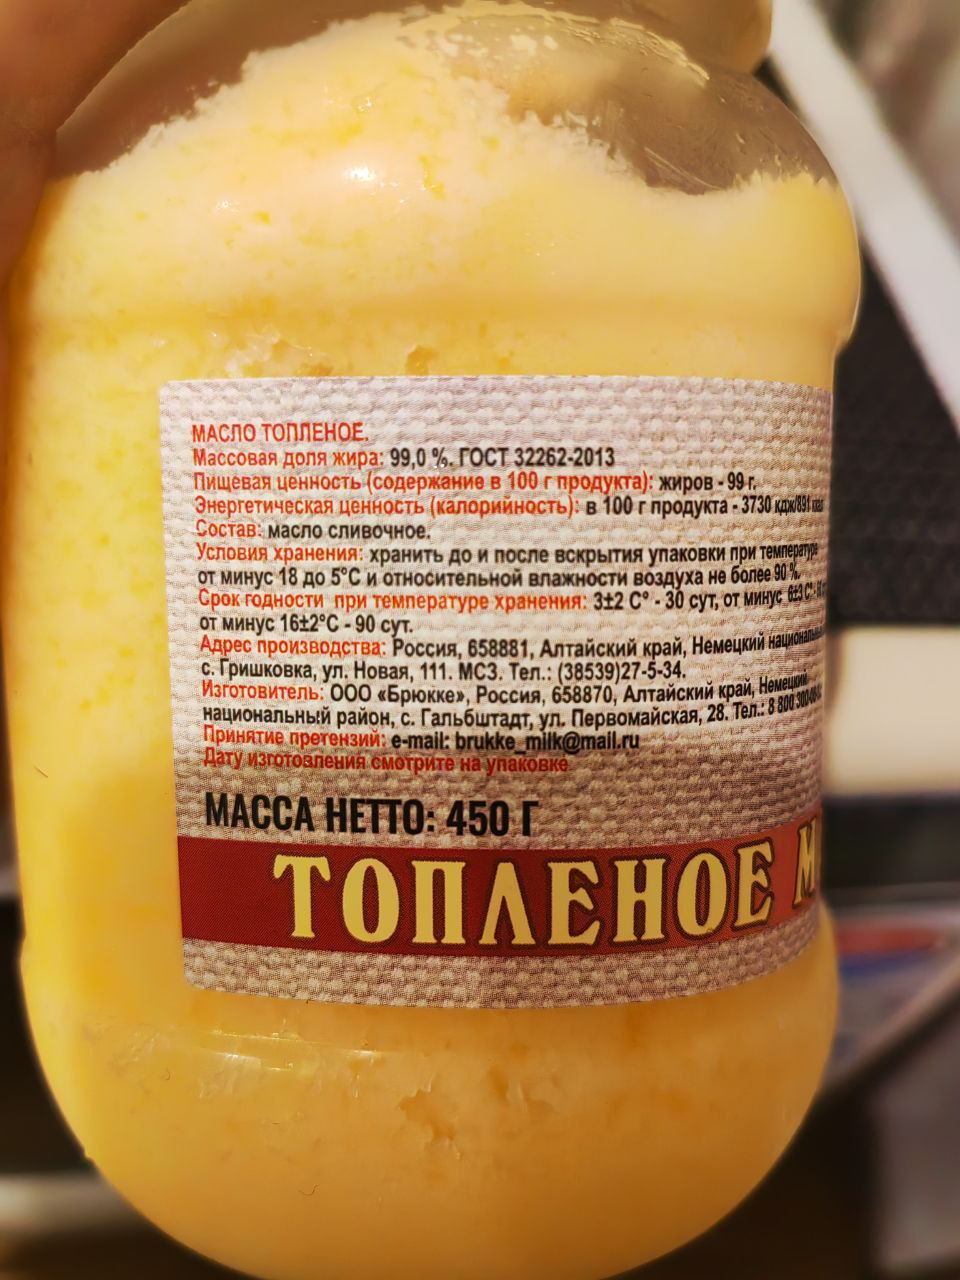 МАСЛО ТОПЛЕНОЕ.
Массовая доля жира: 99,0 %. ГОСТ 32262-2013
Пищевая ценность (содержание в 100 г продукта): жиров - 99 г.
Энергетическая ценность (калорийность): в 100 г продукта - 3730 кдж/891 ккал
Состав: масло сливочное.
Условия хранения: хранить до и после вскрытия упаковки при температуре
от минус 18 до 5°С и относительной влажности воздуха не более 90 %.
Срок годности при температуре хранения: 3±2 С° - 30 сут, от минус 6±3 С°-
от минус 16±2°С - 90 сут.
Адрес производства: Россия, 658881, Алтайский край, Немецкий национальный
с. Гришковка, ул. Новая, 111. МСЗ. Тел.: (38539)27-5-34.
Изготовитель: ООО «Брюкке», Россия, 658870, Алтайский край, Немецкий
национальный район, с. Гальбштадт, ул. Первомайская, 28. Тел.: 8 800
Принятие претензий: e-mail: brukke_milk@mail.ru
Дату изготовления смотрите на упаковке
МАССА НЕТТО: 450 Г
ТОПЛЕНОЕ М